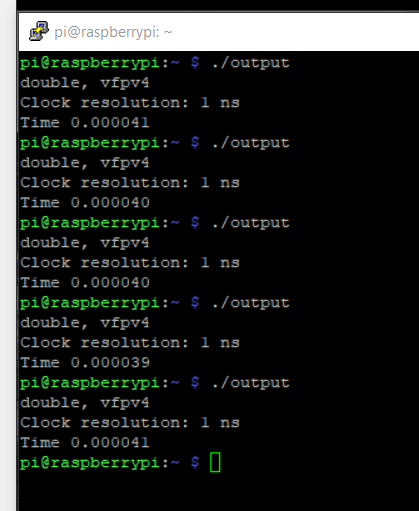 pi@raspberrypi: ~
pi@raspberrypi:~ $ ./output
double, vfpv4
Clock resolution: 1 ns
Time 0.000041
pi@raspberrypi:~ $ ./output
double, vfpv4
Clock resolution: 1 ns
Time 0.000040
pi@raspberrypi:~ $ ./output
double, vfpv4
Clock resolution: 1 ns
Time 0.000040
pi@raspberrypi:~ $ ./output
double, vfpv4
Clock resolution: 1 ns
Time 0.000039
pi@raspberrypi:~ $ ./output
double, vfpv4
Clock resolution: 1 ns
Time 0.000041
pi@raspberrypi:~ $